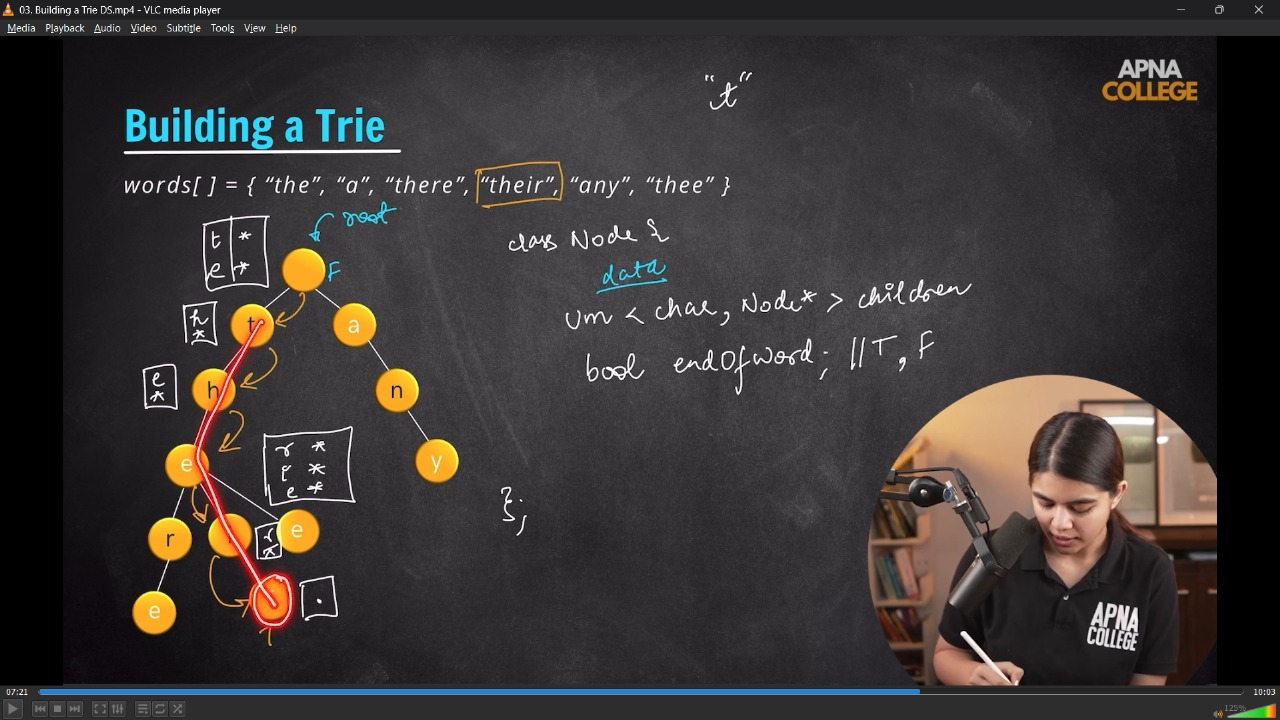 03. Building a Trie DS.mp4 - VLC media player
Media Playback Audio Video Subtitle Tools View Help
"t"
APNA
COLLEGE
Building a Trie
words[ ] = { “the”, “a”, “there”, “their”, “any”, “thee” }
root
t *
e *
F
class Node {
data
um < char, Node* > children
bool endOfWord; // T, F
h
*
t
a
e
*
h
n
e
r *
i *
e *
y
};
r
r
*
e
e
.
APNA
COLLEGE
07:21
10:03
125%